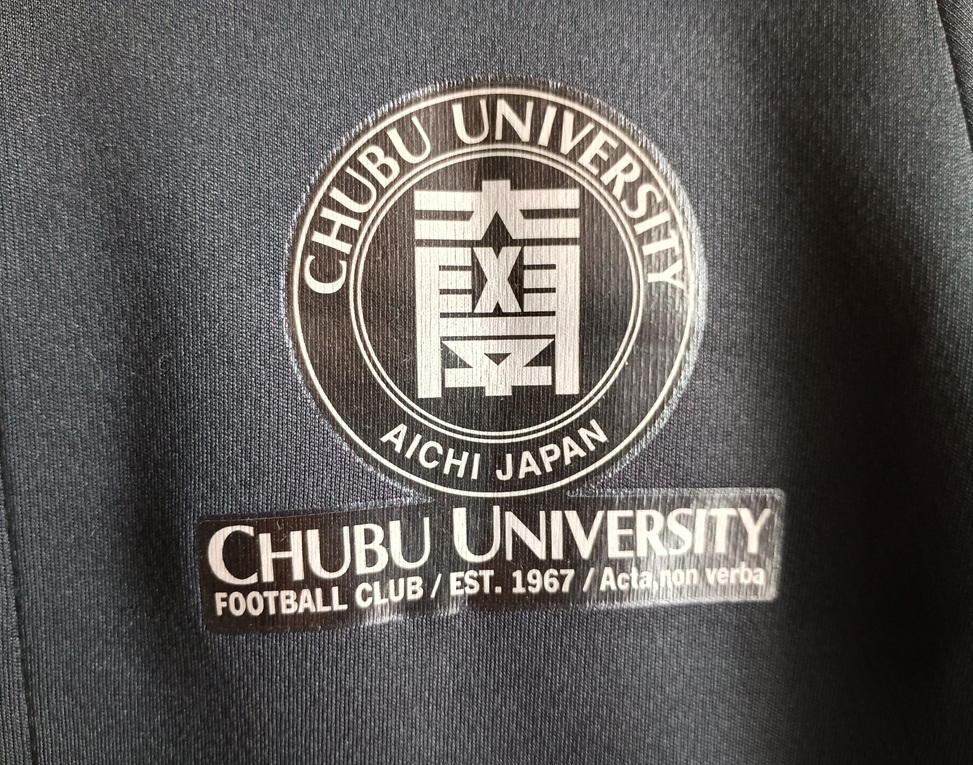 CHUBU UNIVERSITY
AICHI JAPAN
CHUBU UNIVERSITY
FOOTBALL CLUB / EST. 1967 / Acta,non verba